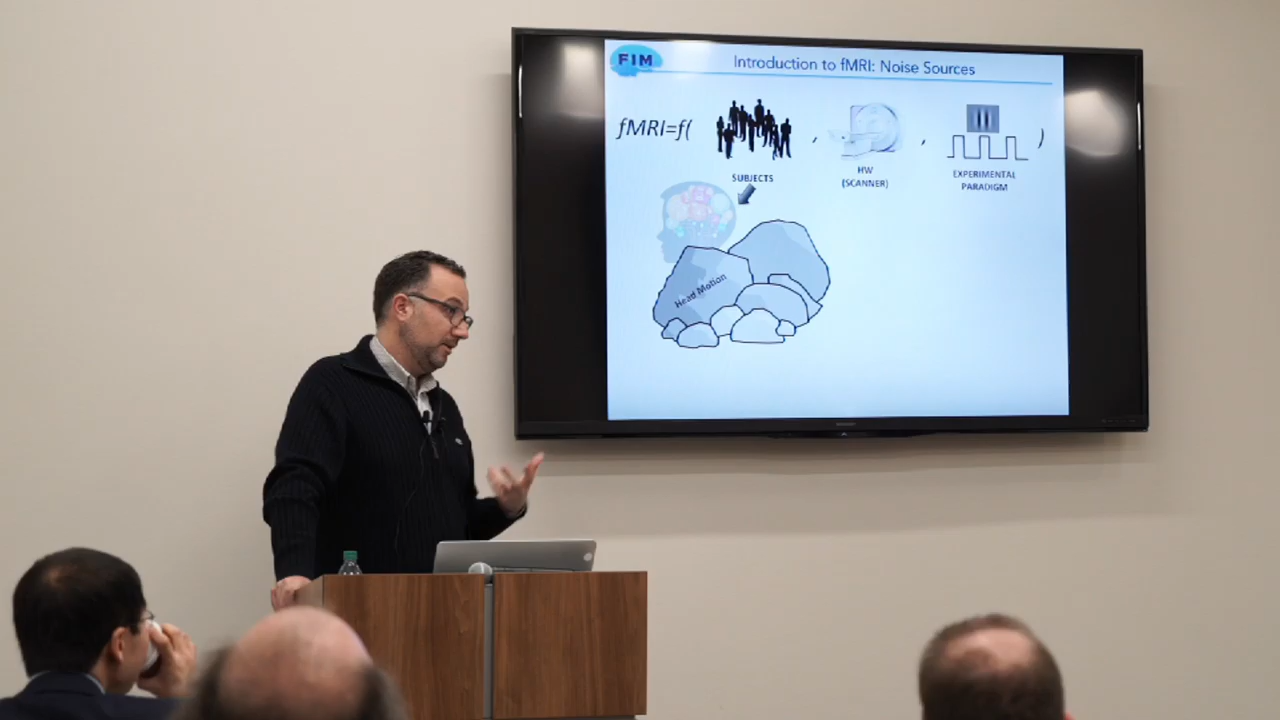 FIM
Introduction to fMRI: Noise Sources
fMRI=f(
,
,
)
SUBJECTS
HW
(SCANNER)
EXPERIMENTAL
PARADIGM
Head Motion